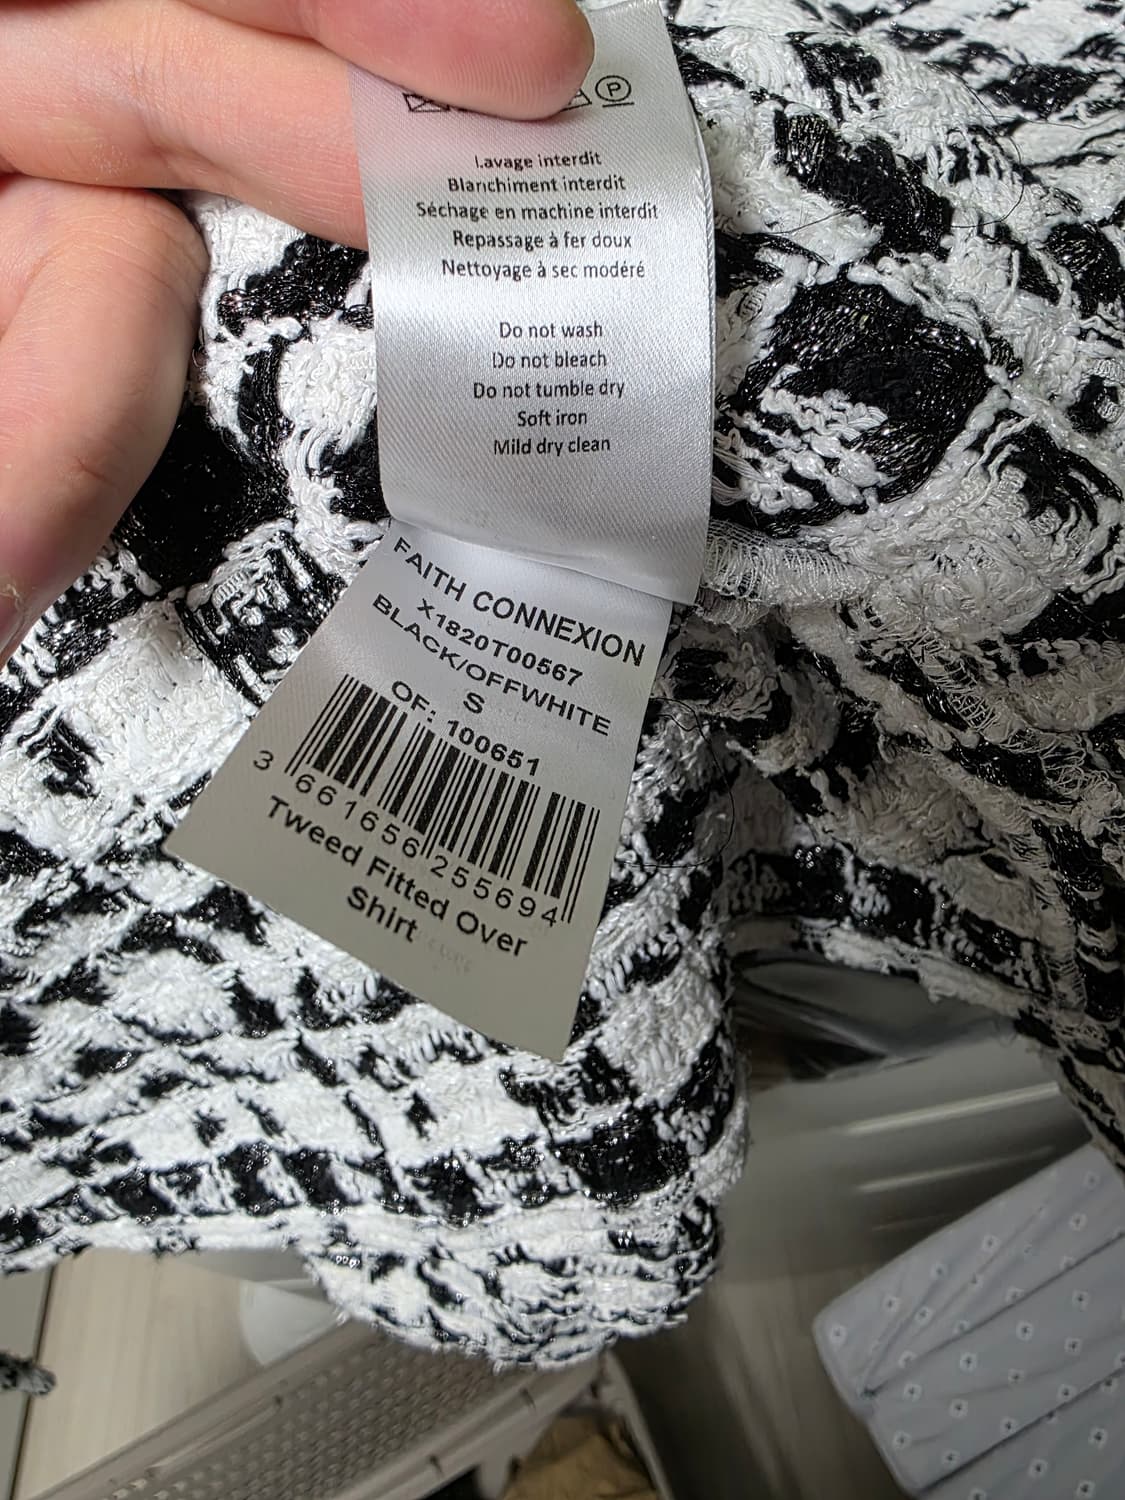 P
Lavage interdit
Blanchiment interdit
Séchage en machine interdit
Repassage à fer doux
Nettoyage à sec modéré
Do not wash
Do not bleach
Do not tumble dry
Soft iron
Mild dry clean
FAITH CONNEXION
X1820T00567
BLACK/OFFWHITE
S
OF: 100651
3 661656 255694
Tweed Fitted Over
Shirt